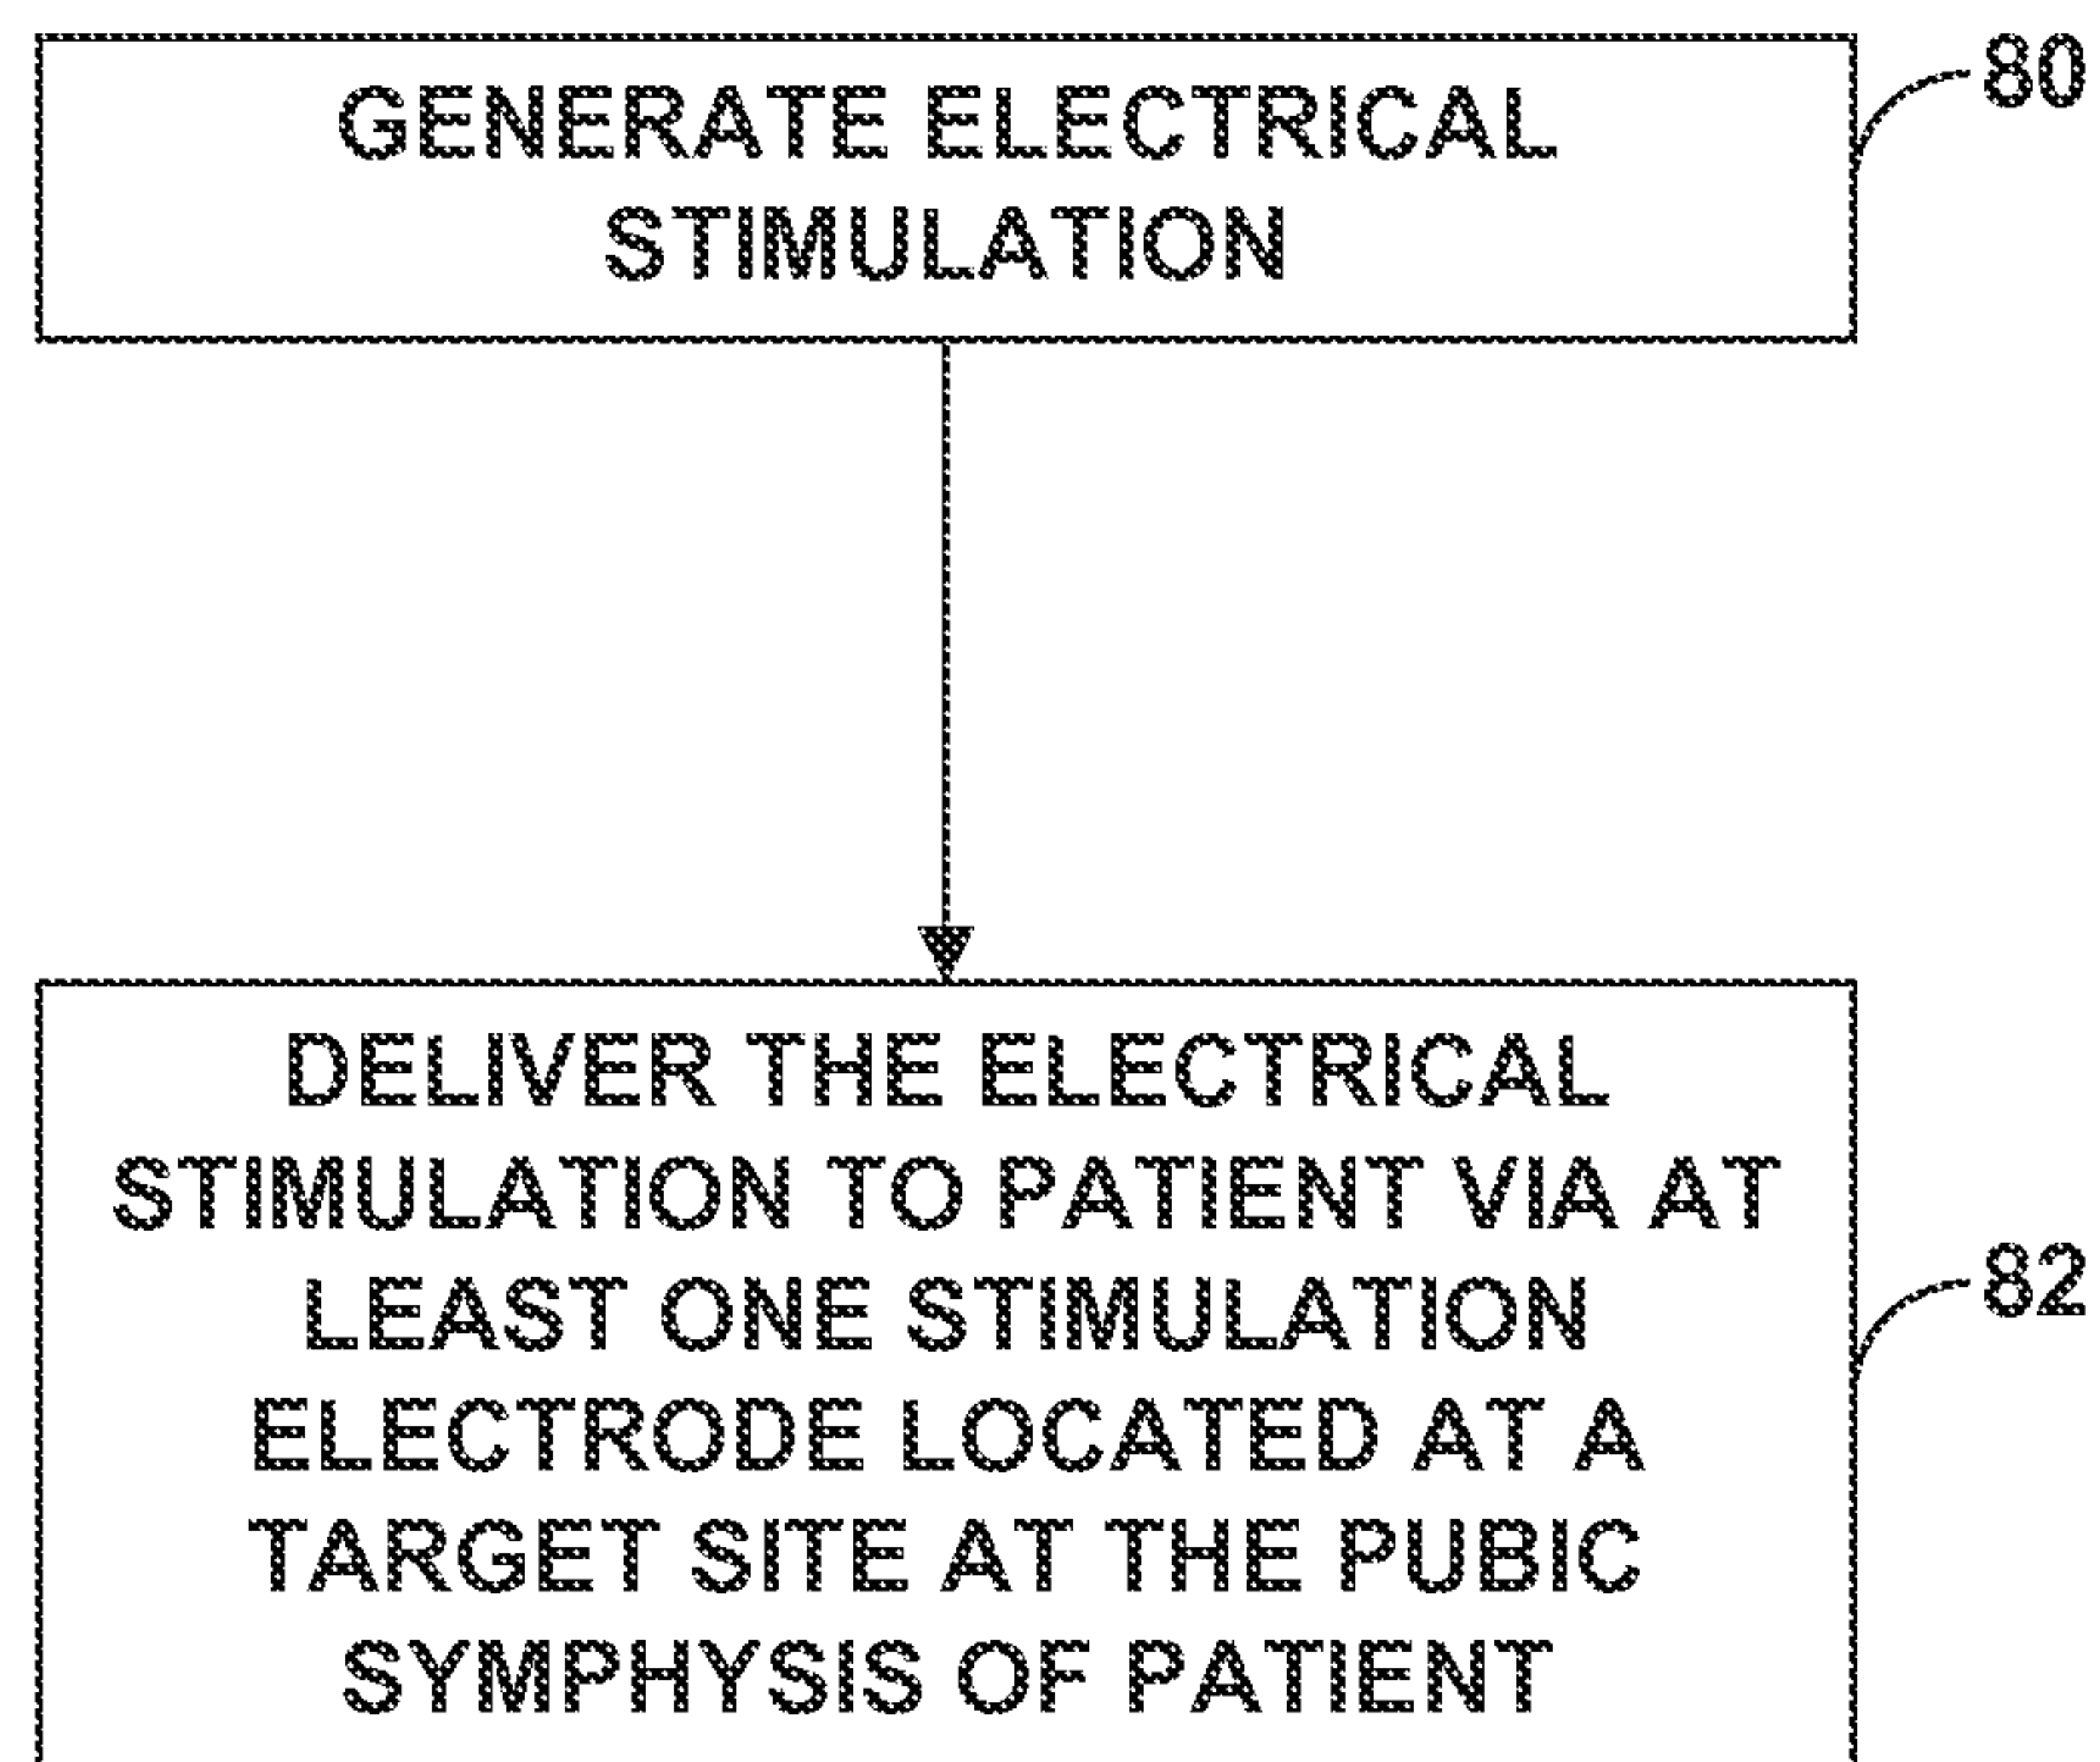 GENERATE ELECTRICAL
STIMULATION
80
DELIVER THE ELECTRICAL
STIMULATION TO PATIENT VIA AT
LEAST ONE STIMULATION
ELECTRODE LOCATED AT A
TARGET SITE AT THE PUBIC
SYMPHYSIS OF PATIENT
82